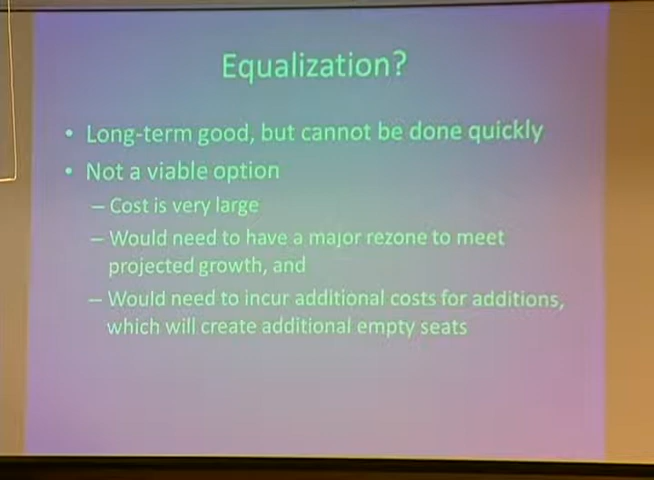 Equalization?
• Long-term good, but cannot be done quickly
• Not a viable option
– Cost is very large
– Would need to have a major rezone to meet
projected growth, and
– Would need to incur additional costs for additions,
which will create additional empty seats